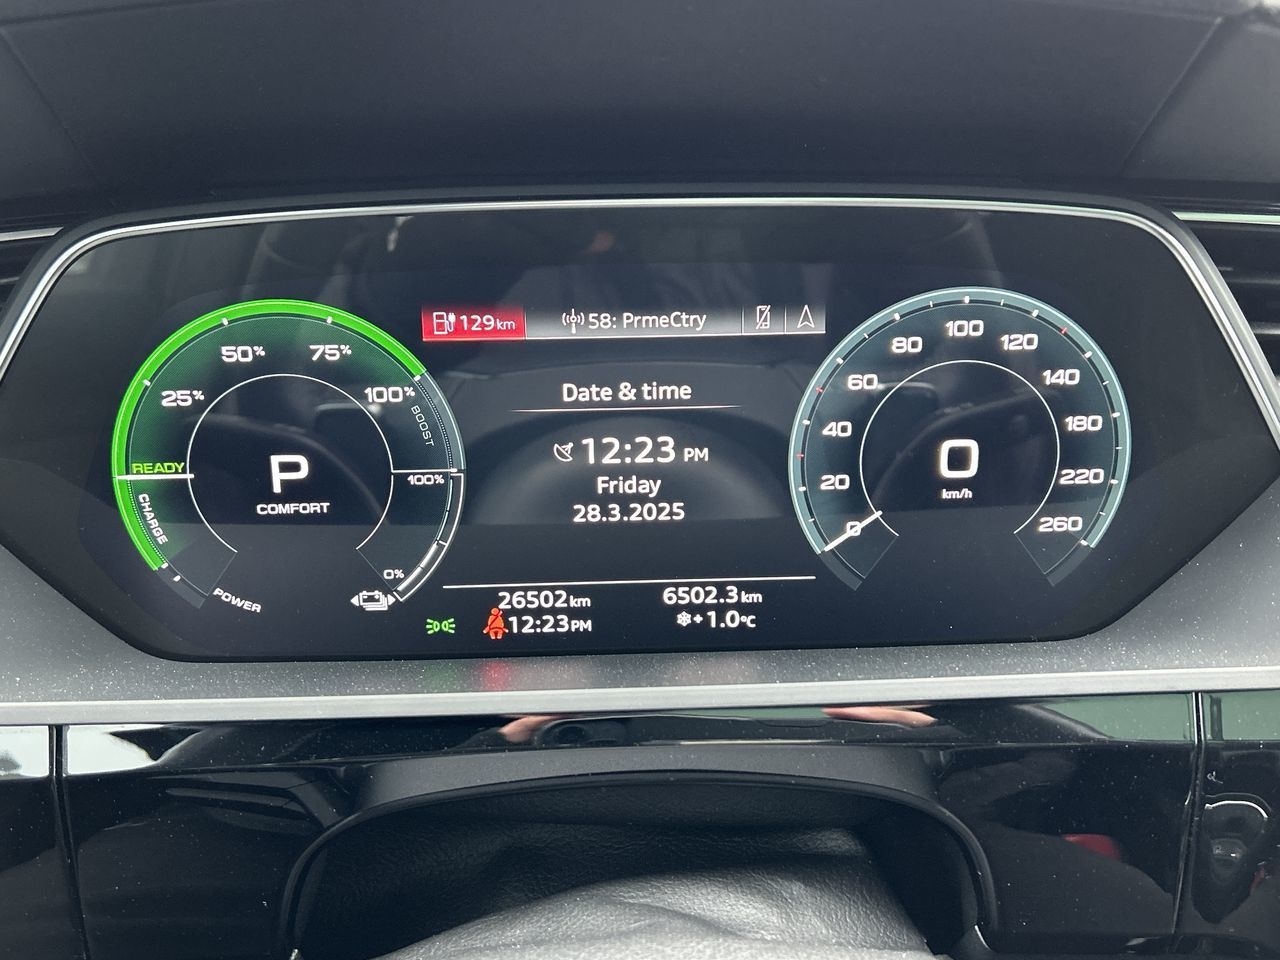 129km
58: PrmeCtry
Date & time
12:23 PM
Friday
28.3.2025
25%
50%
75%
100%
BOOST
READY
CHARGE
POWER
P
COMFORT
100%
0%
0
20
40
60
80
100
120
140
180
220
260
0
km/h
26502km
6502.3km
12:23PM
+1.0°C